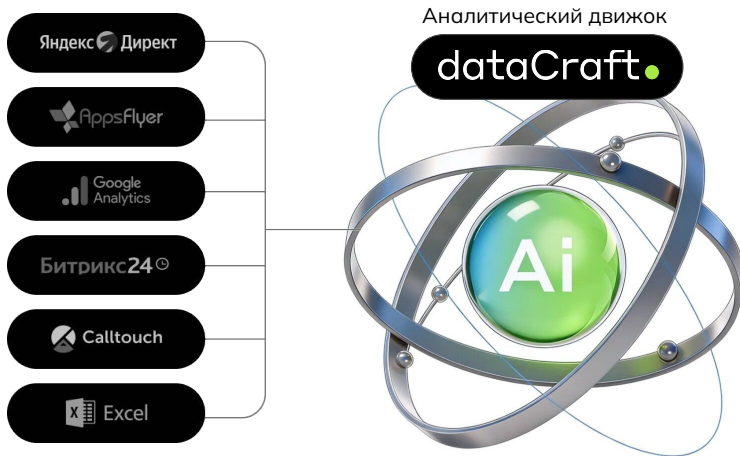 Яндекс Директ
AppsFlyer
Google
Analytics
Битрикс24
Calltouch
X
Excel
Аналитический движок
dataCraft.
Ai